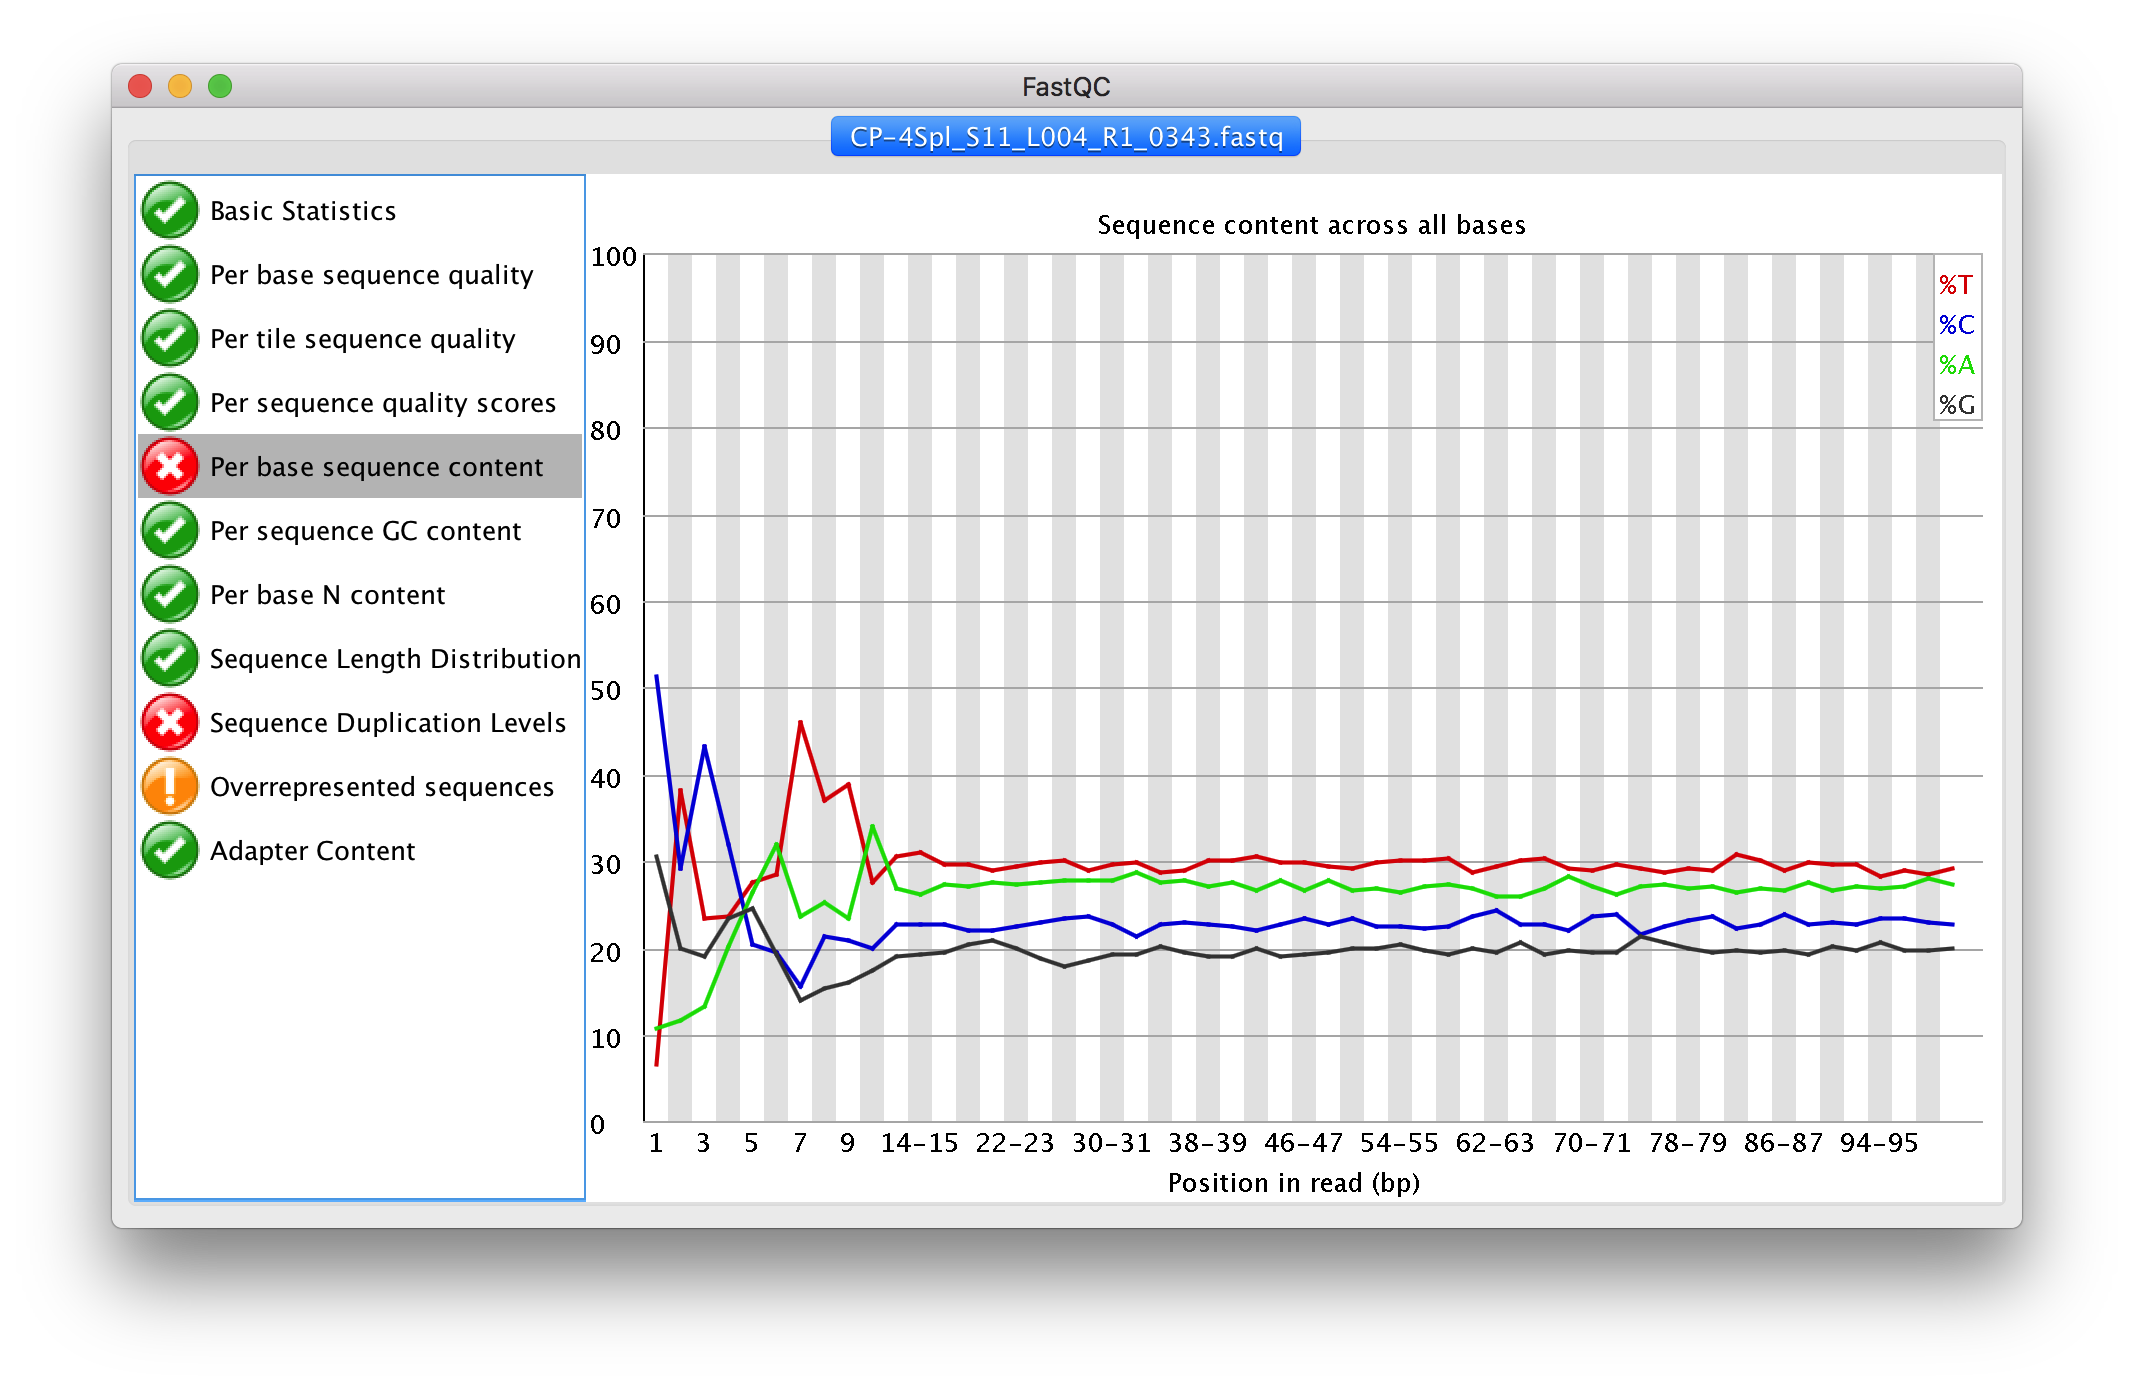 FastQC
CP-4Spl_S11_L004_R1_0343.fastq
Basic Statistics
Per base sequence quality
Per tile sequence quality
Per sequence quality scores
Per base sequence content
Per sequence GC content
Per base N content
Sequence Length Distribution
Sequence Duplication Levels
Overrepresented sequences
Adapter Content
Sequence content across all bases
100
90
80
70
60
50
40
30
20
10
0
%T
%C
%A
%G
1 3 5 7 9 14-15 22-23 30-31 38-39 46-47 54-55 62-63 70-71 78-79 86-87 94-95
Position in read (bp)